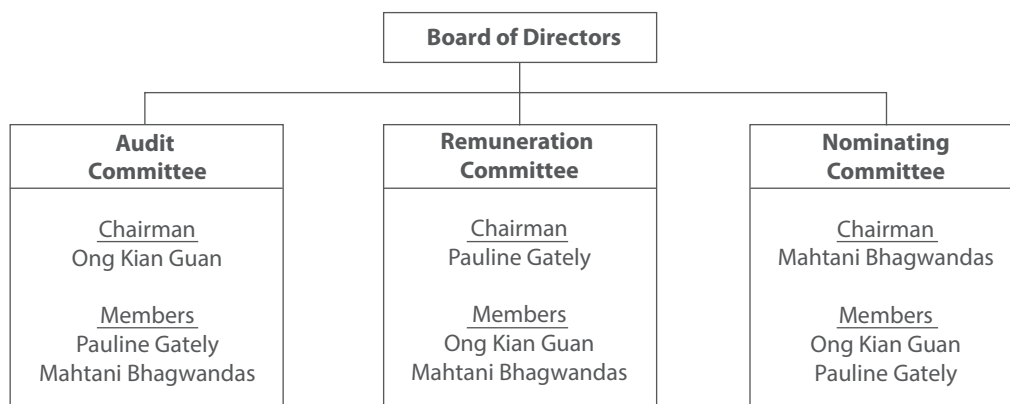 Board of Directors
Audit
Committee
Chairman
Ong Kian Guan
Members
Pauline Gately
Mahtani Bhagwandas
Remuneration
Committee
Chairman
Pauline Gately
Members
Ong Kian Guan
Mahtani Bhagwandas
Nominating
Committee
Chairman
Mahtani Bhagwandas
Members
Ong Kian Guan
Pauline Gately